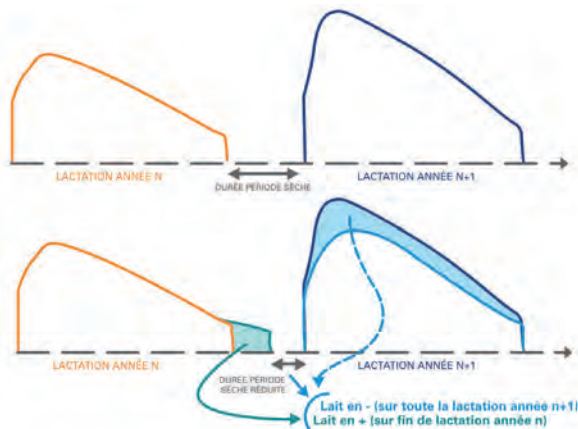 LACTATION ANNÉE N
DURÉE PÉRIODE SÈCHE
LACTATION ANNÉE N+1
LACTATION ANNÉE N
DURÉE PÉRIODE
SÈCHE RÉDUITE
LACTATION ANNÉE N+1
Lait en - (sur toute la lactation année n+1)
Lait en + (sur fin de lactation année n)